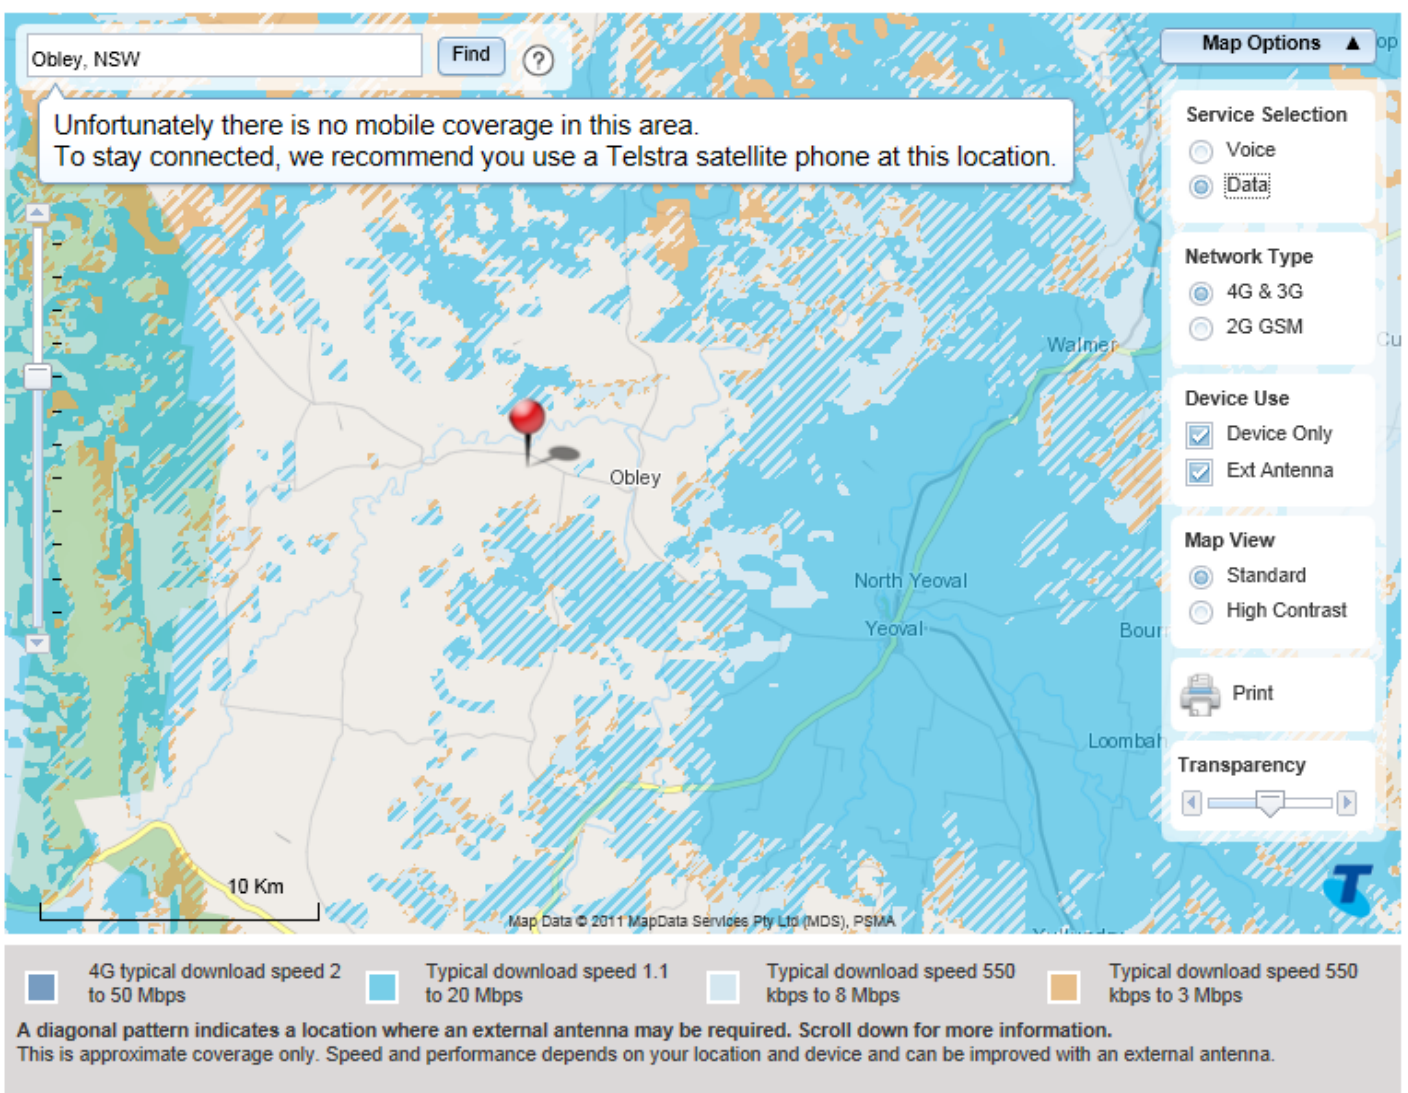 Obley, NSW
Find
?
Map Options ▲
op
Unfortunately there is no mobile coverage in this area.
To stay connected, we recommend you use a Telstra satellite phone at this location.
Service Selection
Voice
Data
Network Type
4G & 3G
2G GSM
Cu
Walmer
Device Use
Device Only
Ext Antenna
Obley
Map View
Standard
High Contrast
North Yeoval
Yeoval
Bour
Print
Loombah
Transparency
10 Km
T
Map Data © 2011 MapData Services Pty Ltd (MDS), PSMA
4G typical download speed 2
to 50 Mbps
Typical download speed 1.1
to 20 Mbps
Typical download speed 550
kbps to 8 Mbps
Typical download speed 550
kbps to 3 Mbps
A diagonal pattern indicates a location where an external antenna may be required. Scroll down for more information.
This is approximate coverage only. Speed and performance depends on your location and device and can be improved with an external antenna.